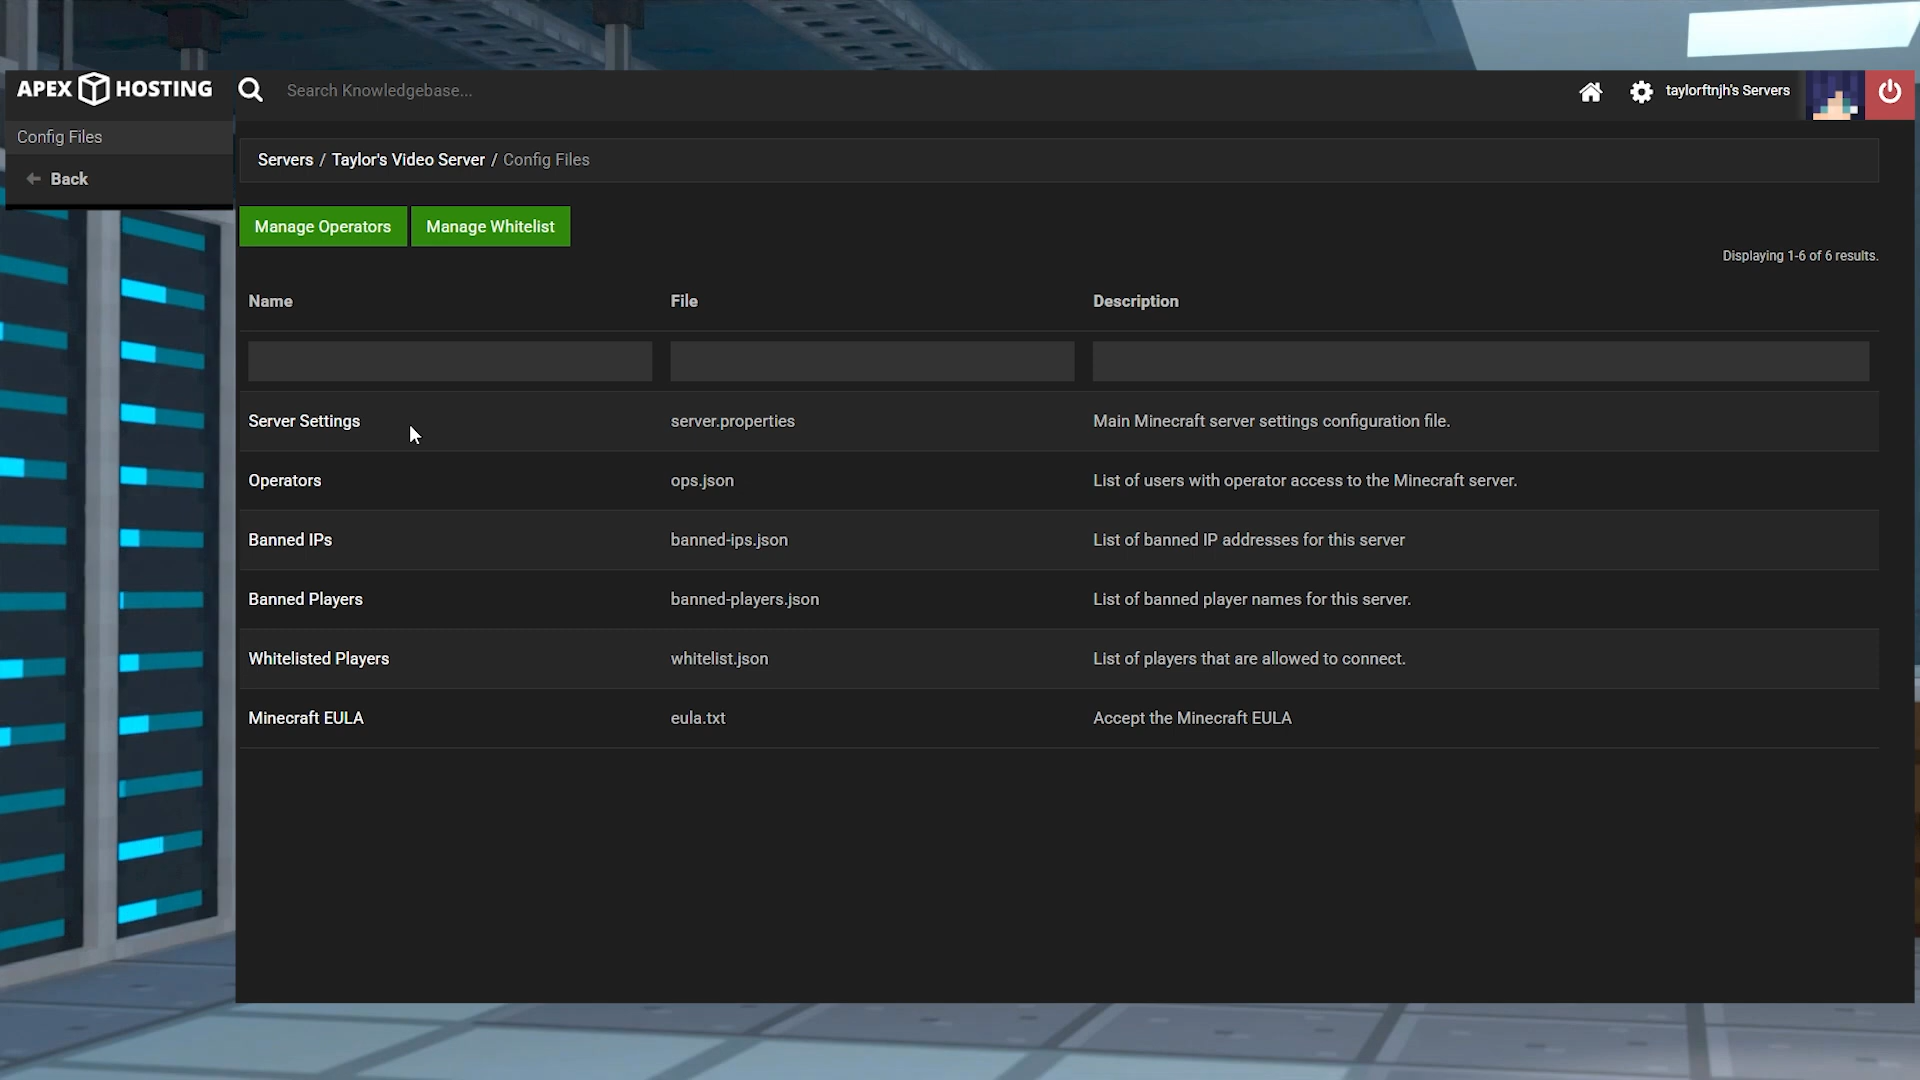 APEX HOSTING
Search Knowledgebase...
taylorftnjh's Servers
Config Files
Back
Servers / Taylor's Video Server / Config Files
Manage Operators
Manage Whitelist
Displaying 1-6 of 6 results.
Name File Description
Server Settings server.properties Main Minecraft server settings configuration file.
Operators ops.json List of users with operator access to the Minecraft server.
Banned IPs banned-ips.json List of banned IP addresses for this server
Banned Players banned-players.json List of banned player names for this server.
Whitelisted Players whitelist.json List of players that are allowed to connect.
Minecraft EULA eula.txt Accept the Minecraft EULA